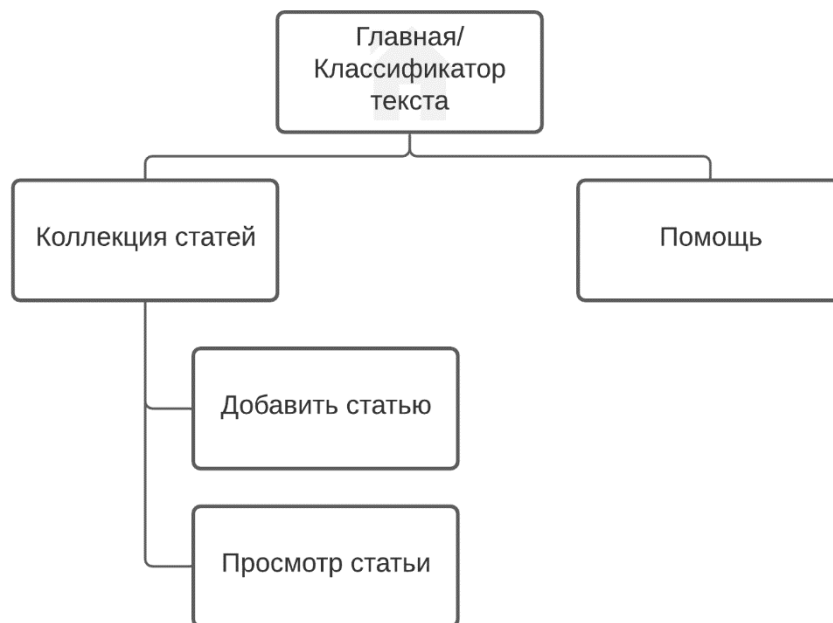 Главная/
Классификатор
текста
Коллекция статей
Помощь
Добавить статью
Просмотр статьи